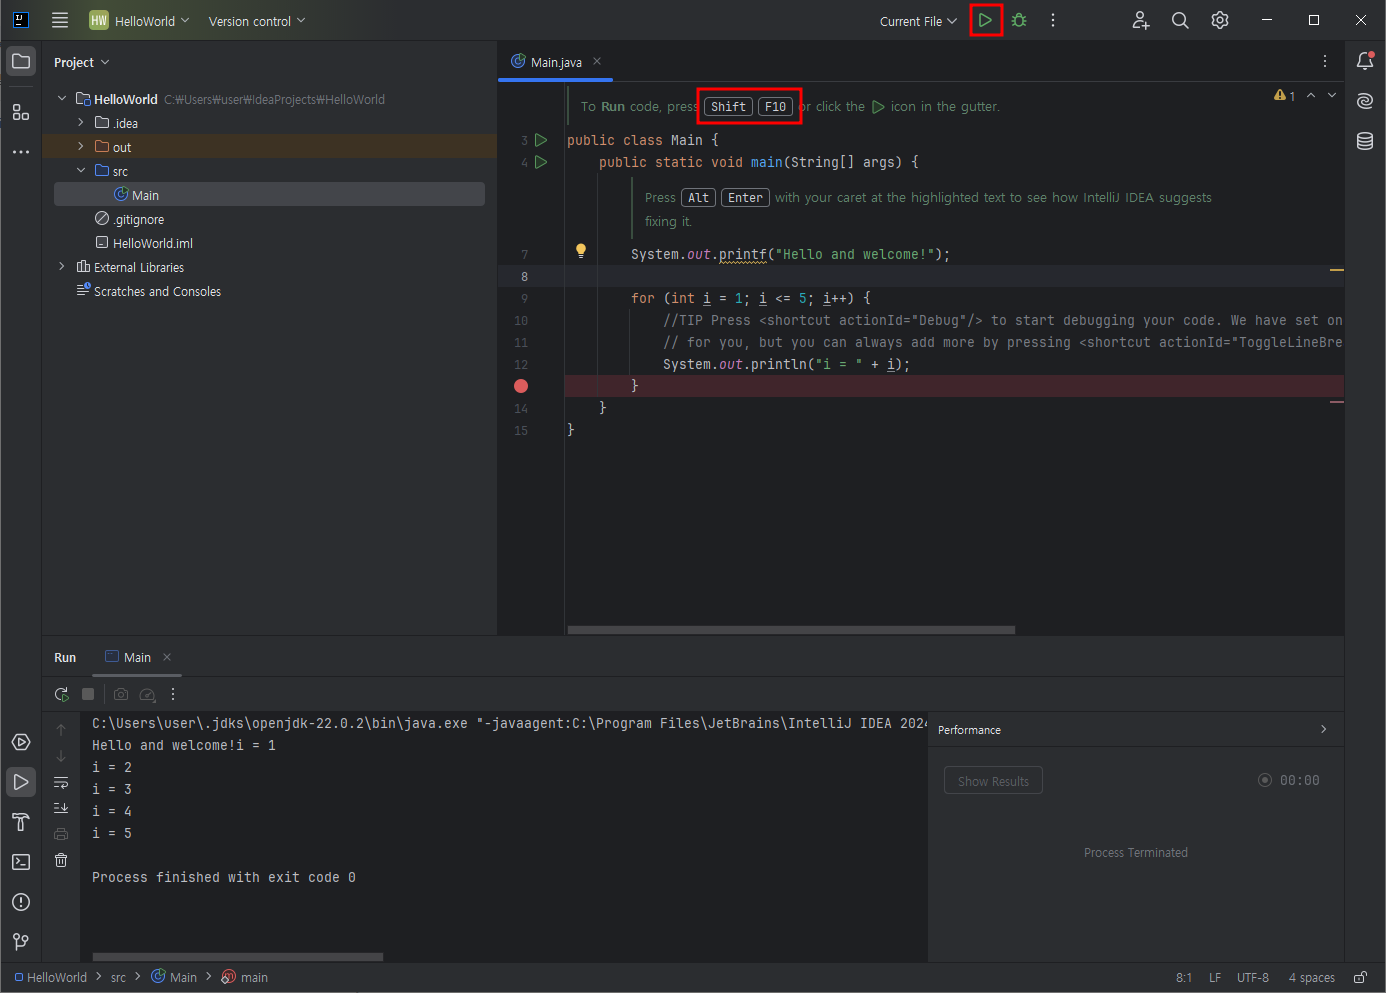 IJ
HW HelloWorld Version control Current File
Project
Main.java
HelloWorld C:₩Users₩user₩IdeaProjects₩HelloWorld
.idea
out
src
Main
.gitignore
HelloWorld.iml
External Libraries
Scratches and Consoles
To Run code, press Shift F10 or click the icon in the gutter.
1
3 public class Main {
4 public static void main(String[] args) {
Press Alt Enter with your caret at the highlighted text to see how IntelliJ IDEA suggests
fixing it.
7 System.out.printf("Hello and welcome!");
8
9 for (int i = 1; i <= 5; i++) {
10 //TIP Press <shortcut actionId="Debug"/> to start debugging your code. We have set on
11 // for you, but you can always add more by pressing <shortcut actionId="ToggleLineBre
12 System.out.println("i = " + i);
}
14 }
15 }
Run Main
C:\Users\user\.jdks\openjdk-22.0.2\bin\java.exe "-javaagent:C:\Program Files\JetBrains\IntelliJ IDEA 202
Hello and welcome!i = 1
i = 2
i = 3
i = 4
i = 5
Process finished with exit code 0
Performance
Show Results 00:00
Process Terminated
HelloWorld src Main main
8:1 LF UTF-8 4 spaces